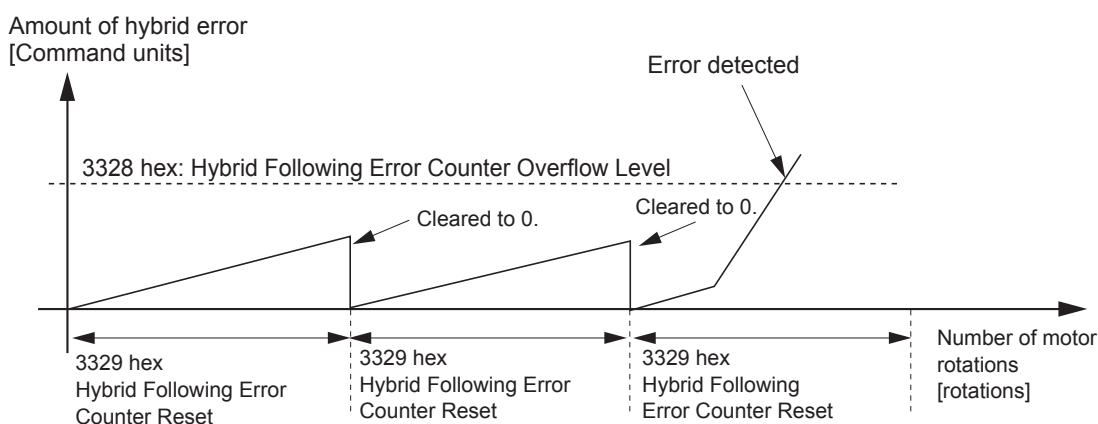 Amount of hybrid error
[Command units]
Error detected
3328 hex: Hybrid Following Error Counter Overflow Level
Cleared to 0.
Cleared to 0.
3329 hex
Hybrid Following Error
Counter Reset
3329 hex
Hybrid Following Error
Counter Reset
3329 hex
Hybrid Following
Error Counter Reset
Number of motor
rotations
[rotations]